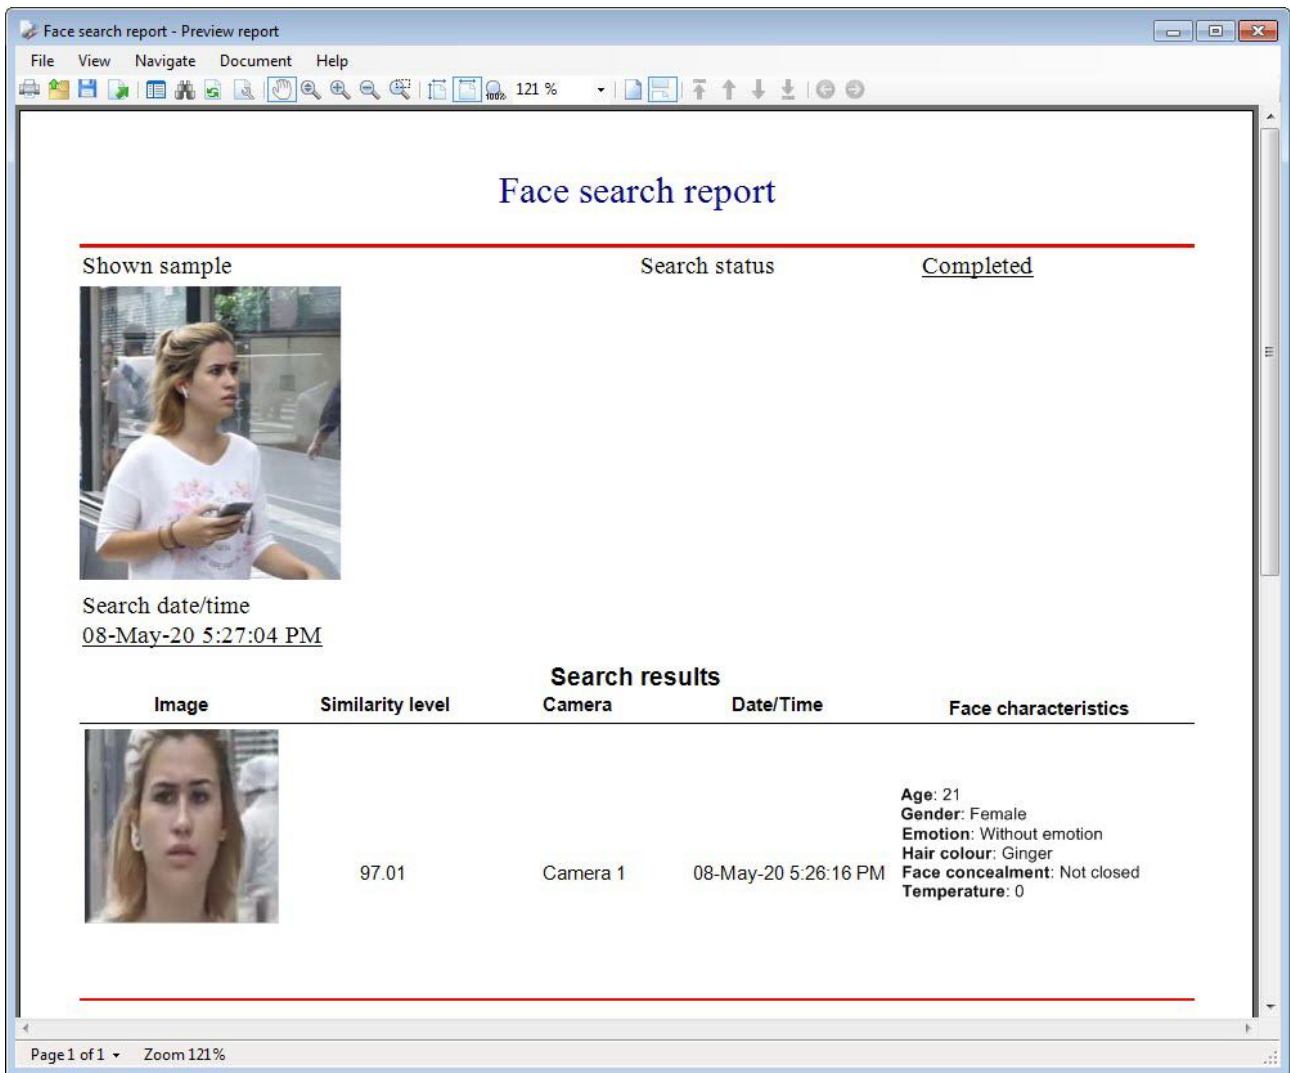 Face search report - Preview report
File View Navigate Document Help
100% 121 %
Face search report
Shown sample Search status Completed
Search date/time
08-May-20 5:27:04 PM
Search results
Image Similarity level Camera Date/Time Face characteristics
Age: 21
Gender: Female
Emotion: Without emotion
Hair colour: Ginger
97.01 Camera 1 08-May-20 5:26:16 PM Face concealment: Not closed
Temperature: 0
Page 1 of 1 Zoom 121%